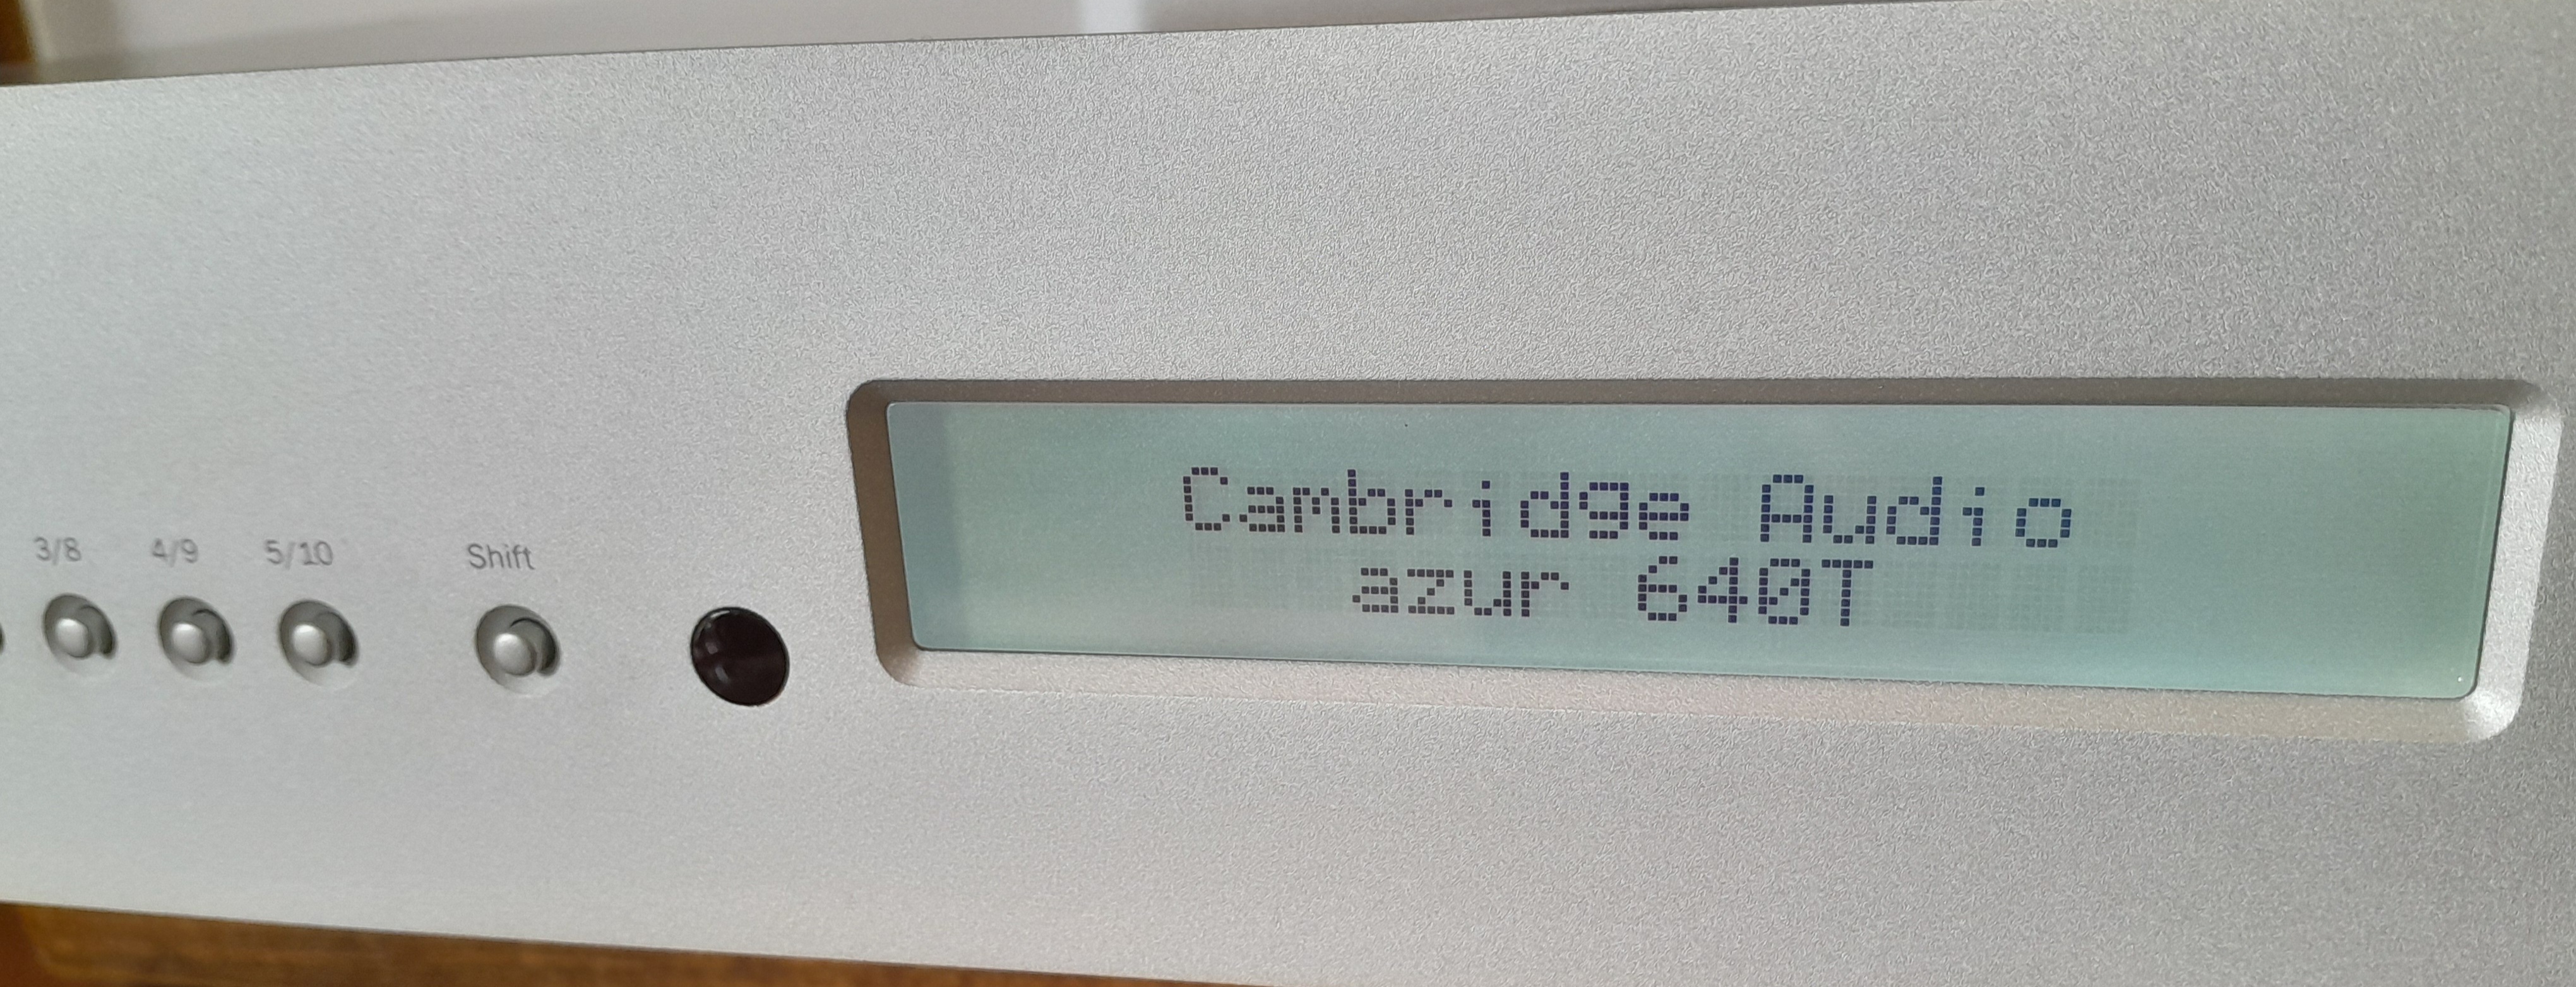 3/8 4/9 5/10 Shift
Cambridge Audio
azur 640T